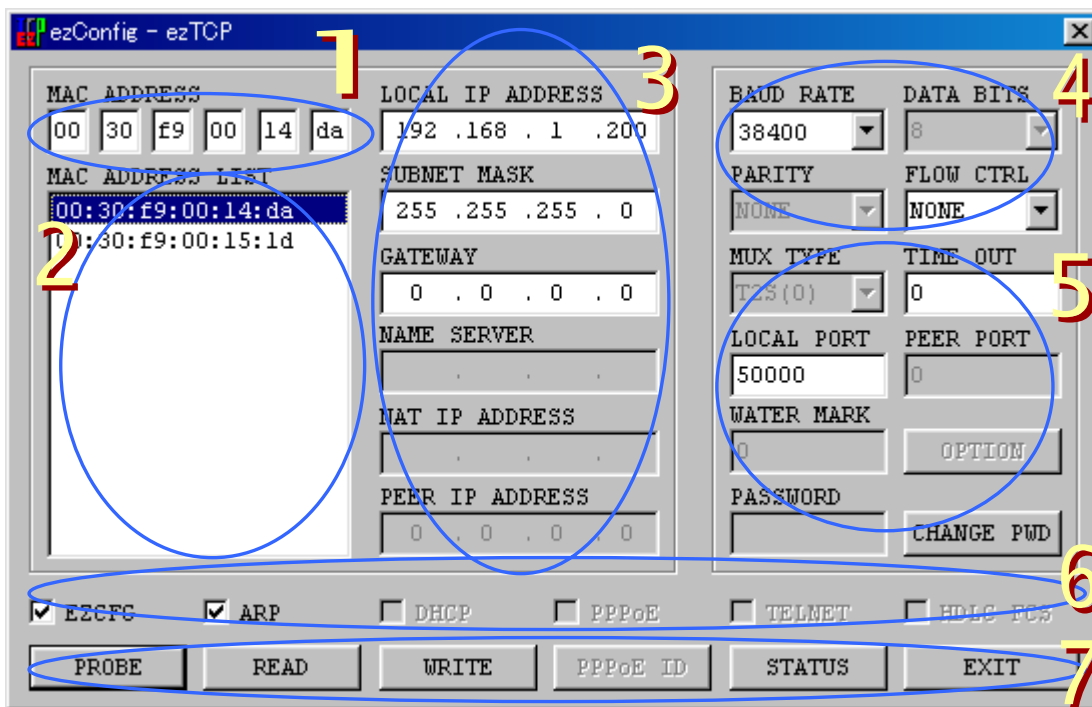 ezConfig - ezTCP
1
MAC ADDRESS
00 30 f9 00 14 da
2
MAC ADDRESS LIST
00:30:f9:00:14:da
00:30:f9:00:15:1d
3
LOCAL IP ADDRESS
192 .168 . 1 .200
SUBNET MASK
255 .255 .255 . 0
GATEWAY
0 . 0 . 0 . 0
NAME SERVER
. . .
NAT IP ADDRESS
. . .
PEER IP ADDRESS
0 . 0 . 0 . 0
4
BAUD RATE DATA BITS
38400 8
PARITY FLOW CTRL
NONE NONE
5
MUX TYPE TIME OUT
T2S(0) 0
LOCAL PORT PEER PORT
50000 0
WATER MARK
0 OPTION
PASSWORD
CHANGE PWD
6
EZCFG ARP DHCP PPPoE TELNET HDLC FCS
7
PROBE READ WRITE PPPoE ID STATUS EXIT